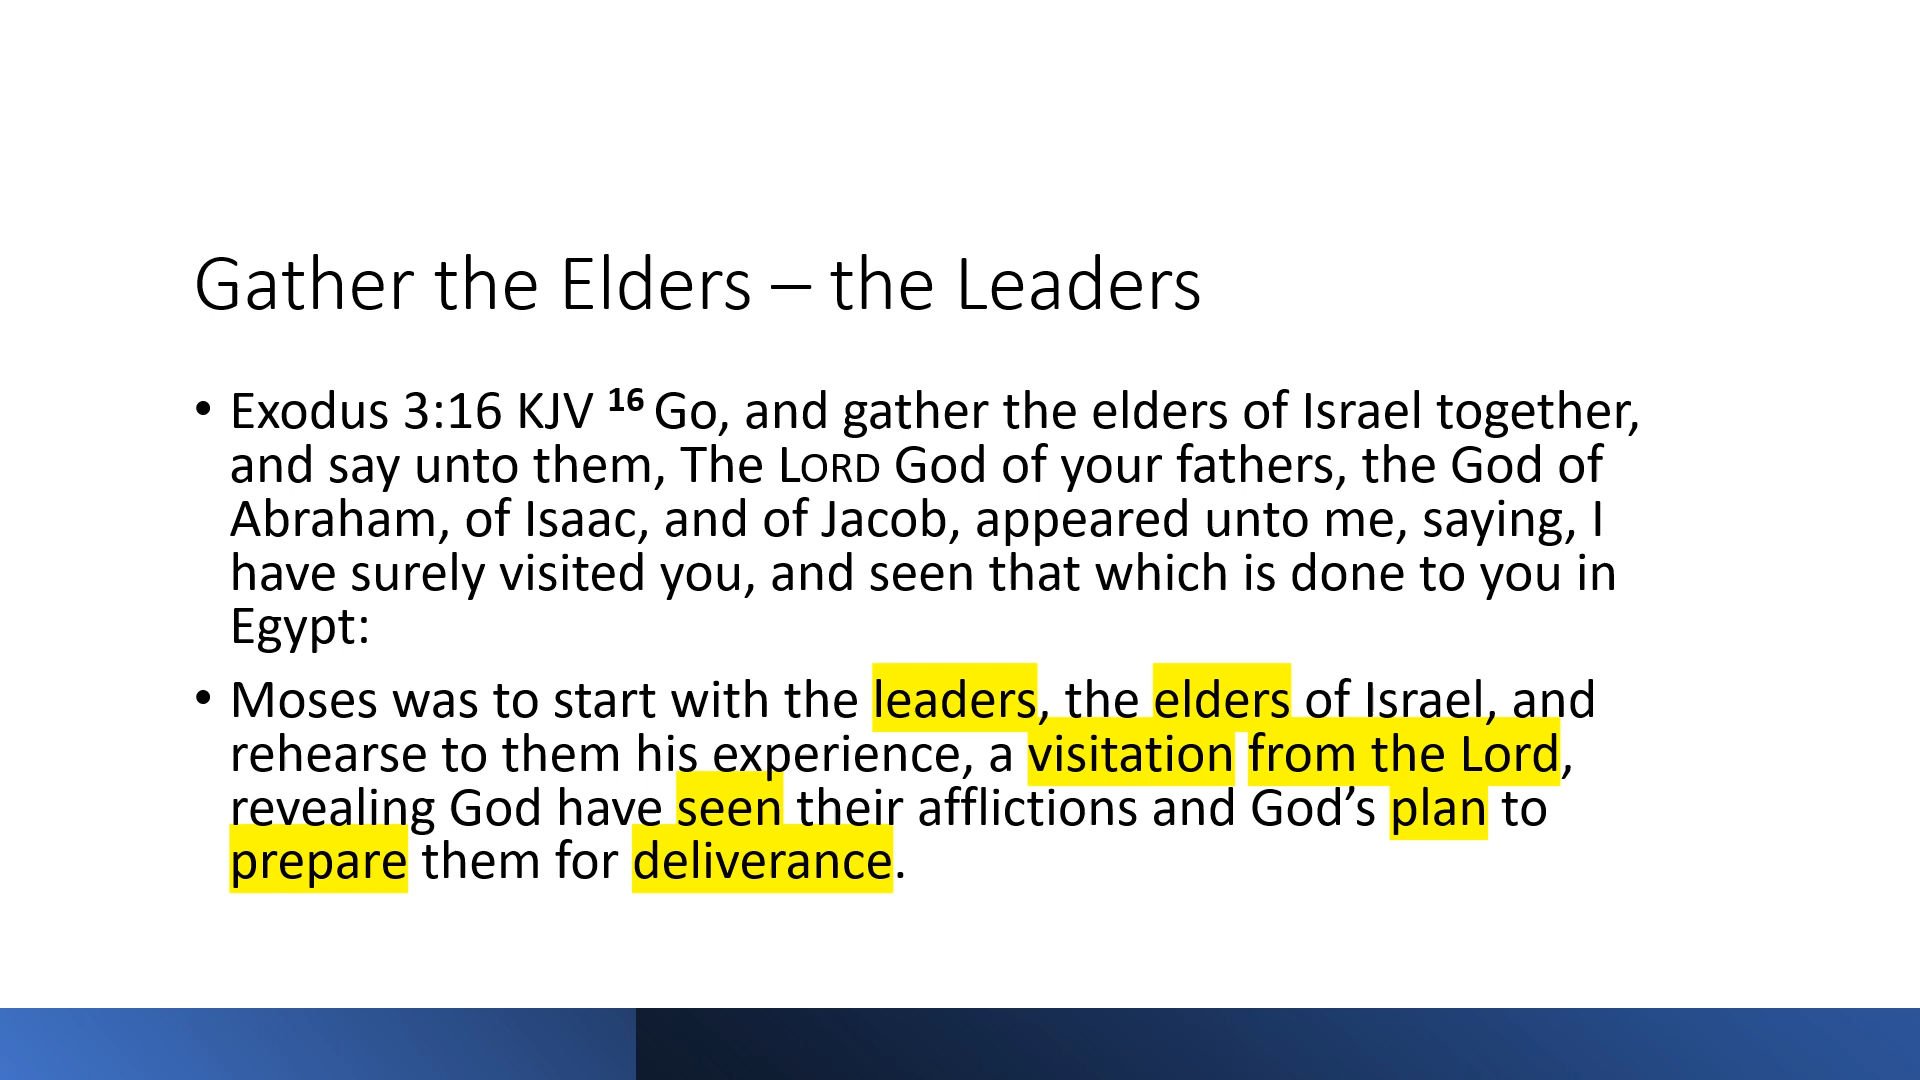 Gather the Elders – the Leaders
• Exodus 3:16 KJV 16 Go, and gather the elders of Israel together,
and say unto them, The LORD God of your fathers, the God of
Abraham, of Isaac, and of Jacob, appeared unto me, saying, I
have surely visited you, and seen that which is done to you in
Egypt:
• Moses was to start with the leaders, the elders of Israel, and
rehearse to them his experience, a visitation from the Lord,
revealing God have seen their afflictions and God’s plan to
prepare them for deliverance.